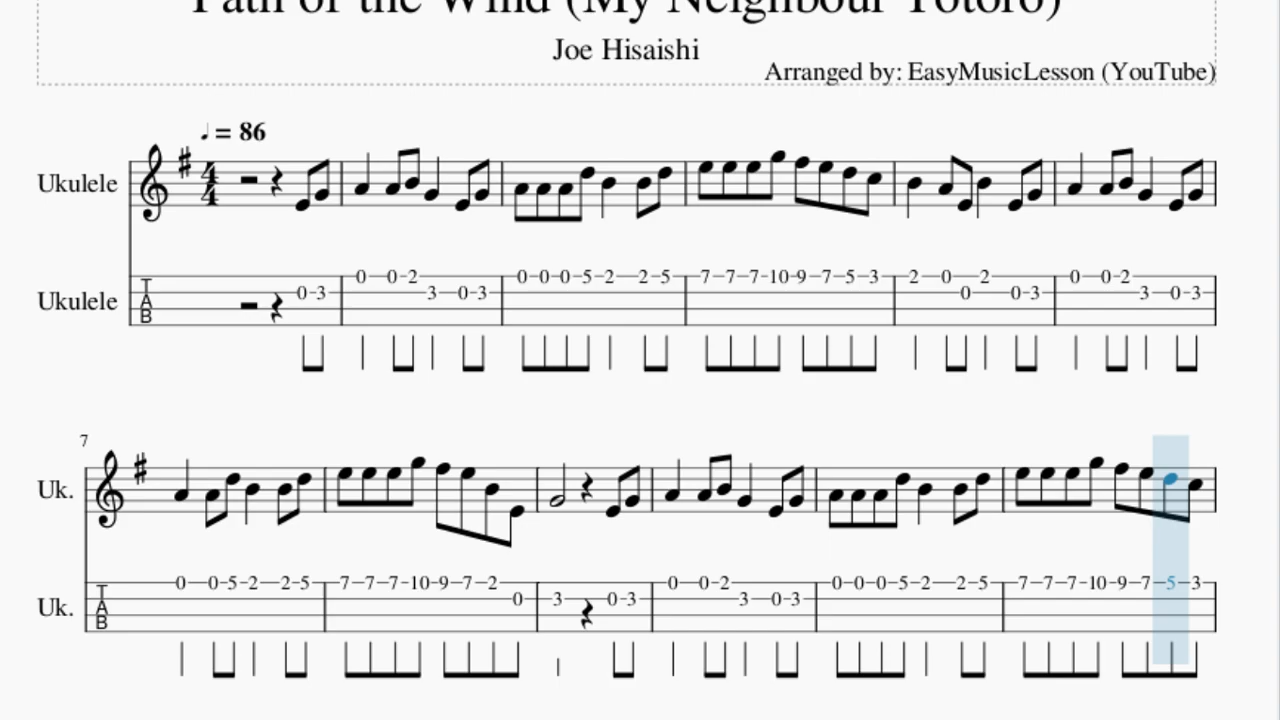 Path of the Wind (My Neighbour Totoro)
Joe Hisaishi
Arranged by: EasyMusicLesson (YouTube)
♩ = 86
Ukulele
4
4
Ukulele
T
A
B
0 3 0 0 2 3 0 3 0 0 0 5 2 2 5 7 7 7 10 9 7 5 3 2 0 0 2 0 3 0 0 2 3 0 3
7
Uk.
Uk.
T
A
B
0 0 5 2 2 5 7 7 7 10 9 7 2 0 3 0 3 0 0 2 3 0 3 0 0 0 5 2 2 5 7 7 7 10 9 7 5 3